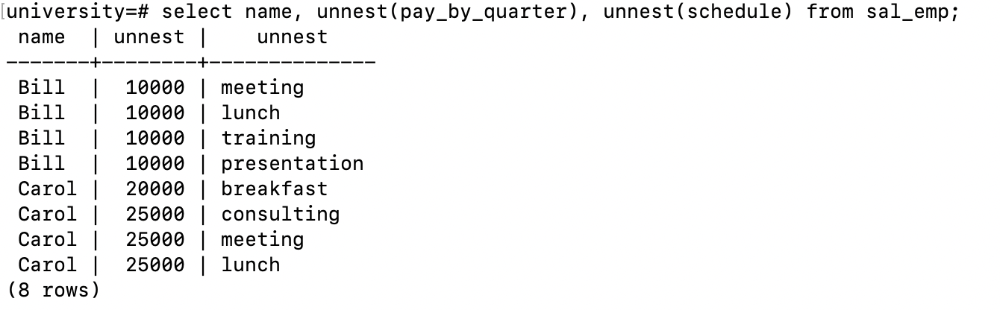 [university=# select name, unnest(pay_by_quarter), unnest(schedule) from sal_emp;
 name  | unnest |    unnest
-------+--------+--------------
 Bill  |  10000 | meeting
 Bill  |  10000 | lunch
 Bill  |  10000 | training
 Bill  |  10000 | presentation
 Carol |  20000 | breakfast
 Carol |  25000 | consulting
 Carol |  25000 | meeting
 Carol |  25000 | lunch
(8 rows)